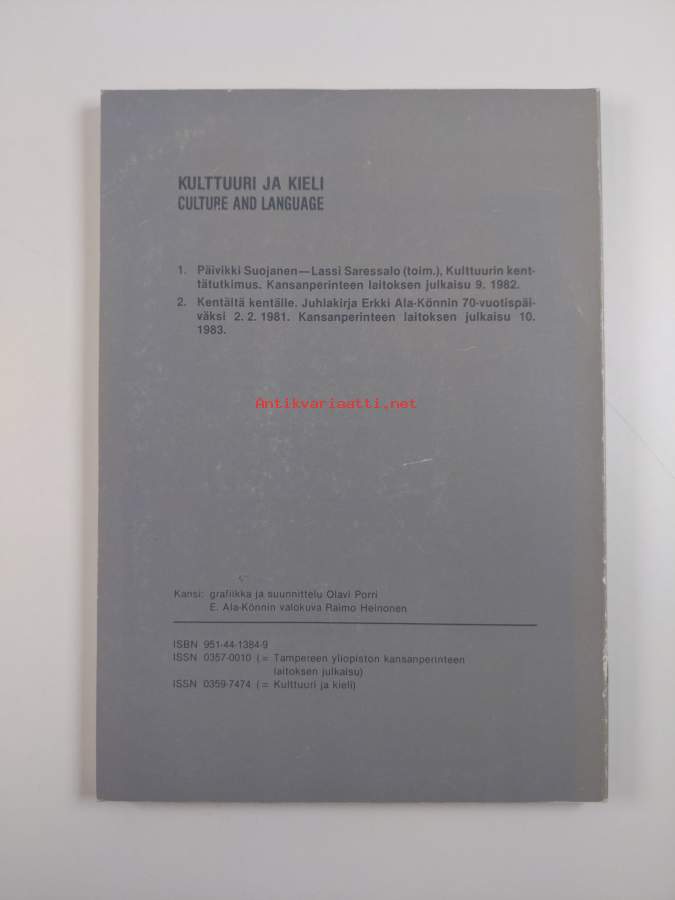 KULTTUURI JA KIELI
CULTURE AND LANGUAGE
1. Päivikki Suojanen—Lassi Saressalo (toim.), Kulttuurin kent-
tätutkimus. Kansanperinteen laitoksen julkaisu 9. 1982.
2. Kentältä kentälle. Juhlakirja Erkki Ala-Könnin 70-vuotispäi-
väksi 2. 2. 1981. Kansanperinteen laitoksen julkaisu 10.
1983.
Antikvariaatti.net
Kansi: grafiikka ja suunnittelu Olavi Porri
E. Ala-Könnin valokuva Raimo Heinonen
ISBN 951-44-1384-9
ISSN 0357-0010 (= Tampereen yliopiston kansanperinteen
laitoksen julkaisu)
ISSN 0359-7474 (= Kulttuuri ja kieli)